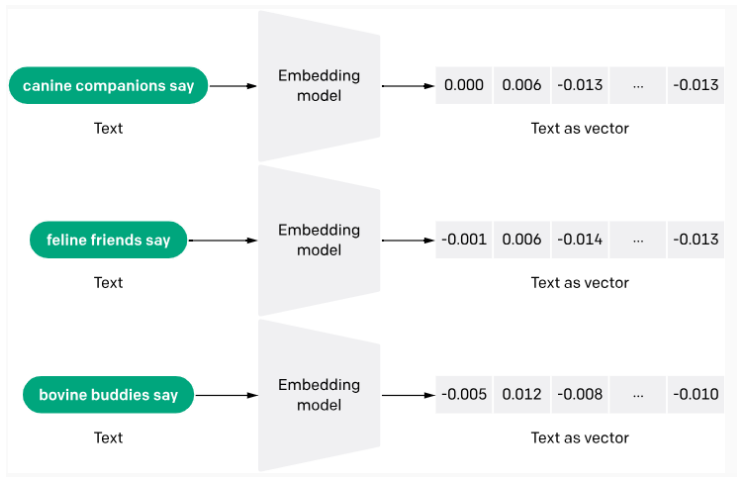 canine companions say
Text
Embedding
model
0.000 0.006 -0.013 ... -0.013
Text as vector
feline friends say
Text
Embedding
model
-0.001 0.006 -0.014 ... -0.013
Text as vector
bovine buddies say
Text
Embedding
model
-0.005 0.012 -0.008 ... -0.010
Text as vector